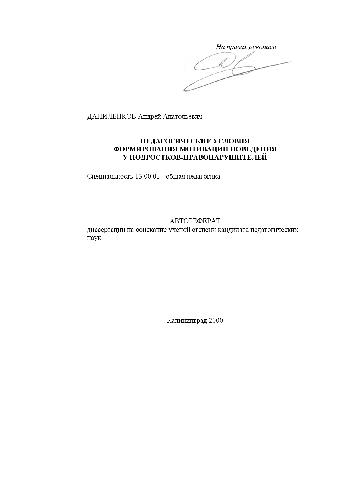 На правах рукописи
ДАНИЛЕНКОВ Андрей Анатольевич
ПЕДАГОГИЧЕСКИЕ УСЛОВИЯ
ФОРМИРОВАНИЯ МОТИВАЦИИ ПОВЕДЕНИЯ
У ПОДРОСТКОВ-ПРАВОНАРУШИТЕЛЕЙ
Специальность 13.00.01 – общая педагогика
АВТОРЕФЕРАТ
диссертации на соискание ученой степени кандидата педагогических
наук
Калининград 2000